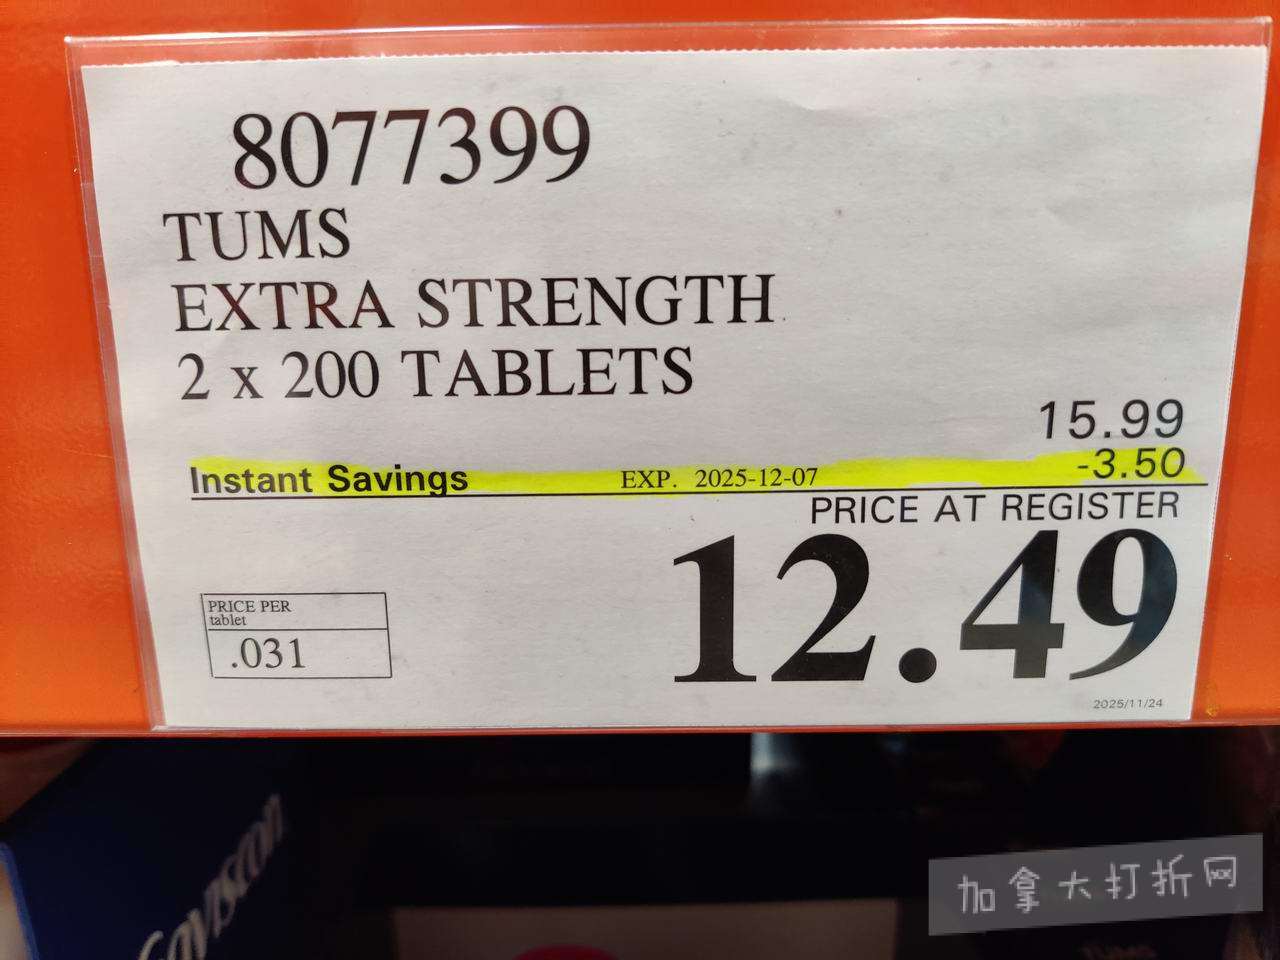 8077399
TUMS
EXTRA STRENGTH
2 x 200 TABLETS
15.99
Instant Savings EXP. 2025-12-07 -3.50
PRICE AT REGISTER
12.49
PRICE PER
tablet
.031
2025/11/24
Gaviscon
加拿大打折网